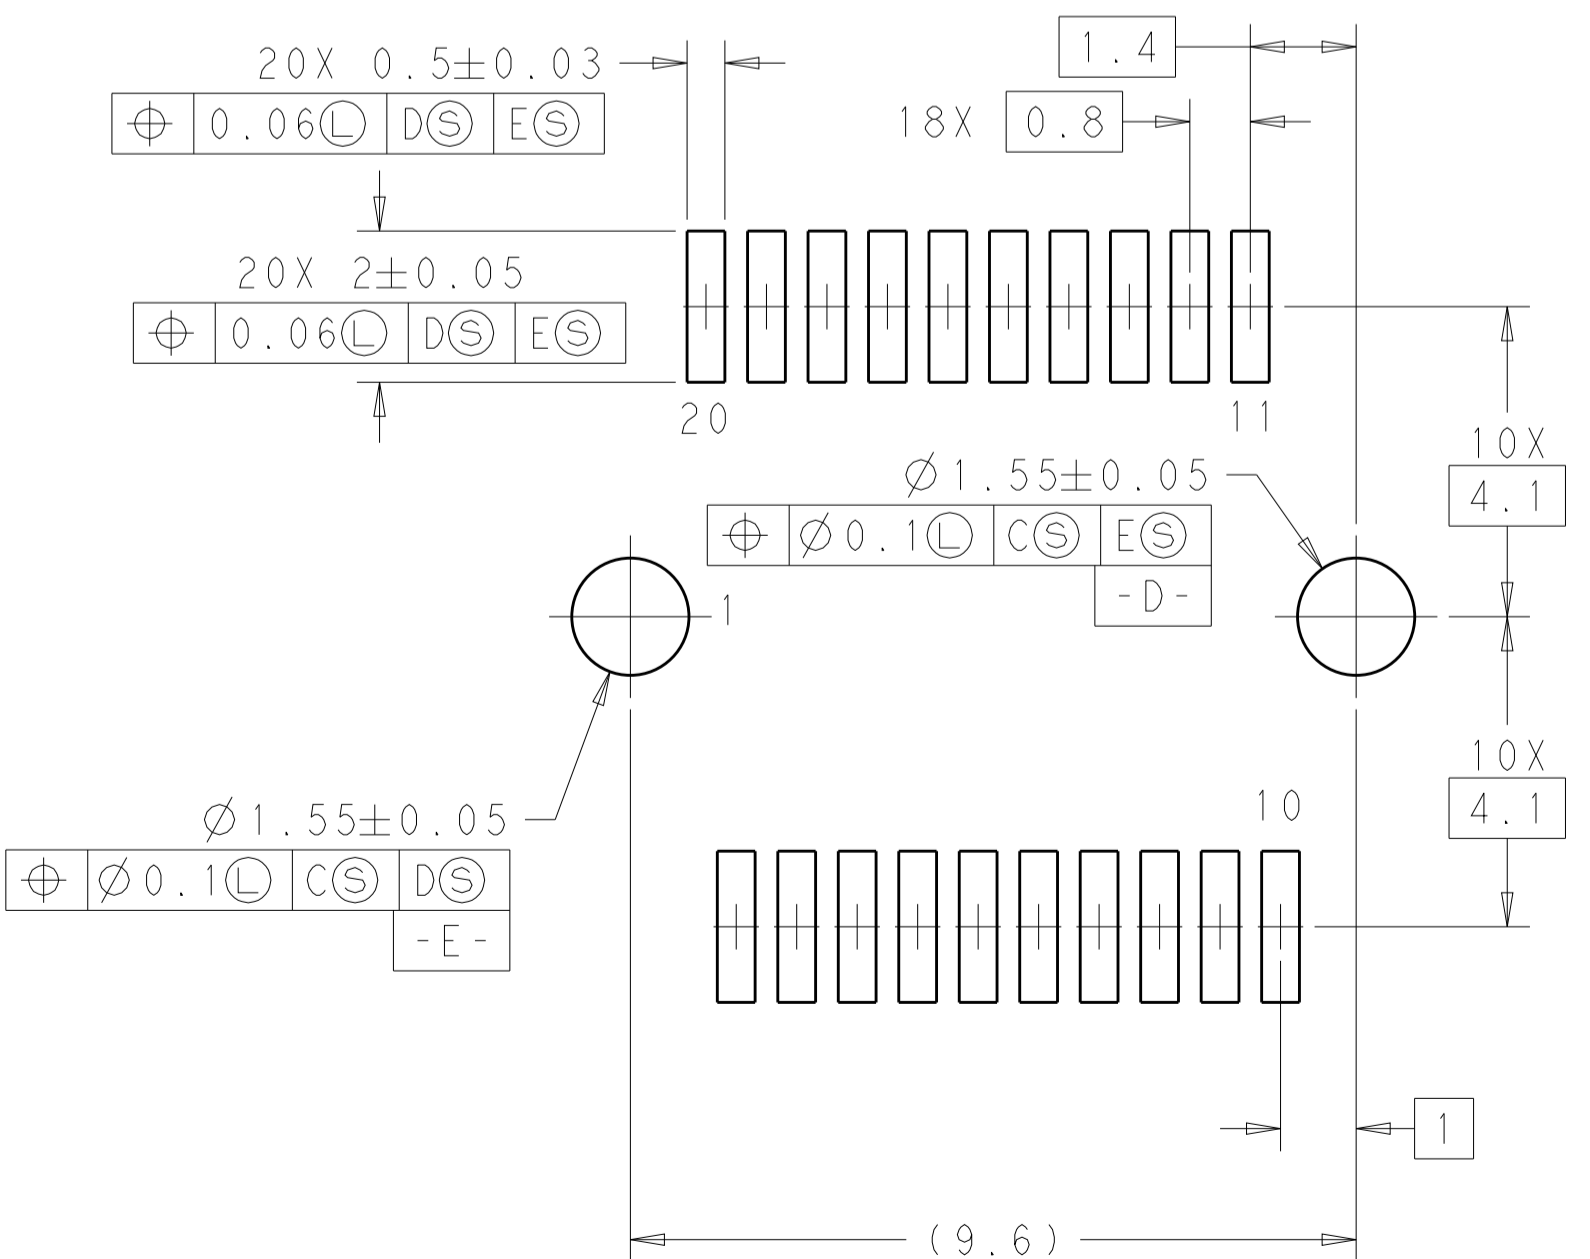 20X 0.5±0.03
⌖ 0.06Ⓛ DⓈ EⓈ
1.4
18X 0.8
20X 2±0.05
⌖ 0.06Ⓛ DⓈ EⓈ
20
11
10X
4.1
Ø1.55±0.05
⌖ Ø0.1Ⓛ CⓈ EⓈ
-D-
1
10X
4.1
10
Ø1.55±0.05
⌖ Ø0.1Ⓛ CⓈ DⓈ
-E-
1
(9.6)